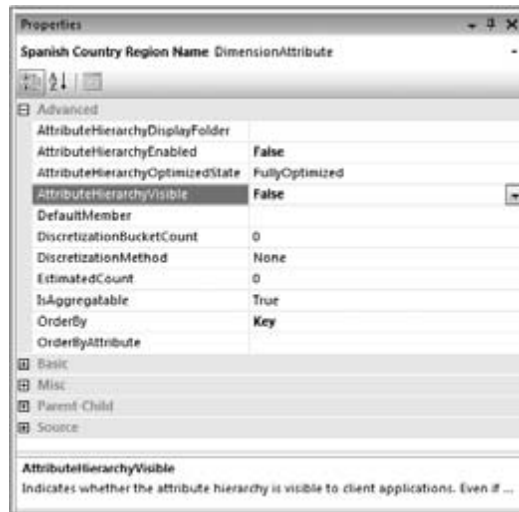 Properties
Spanish Country Region Name DimensionAttribute
Advanced
AttributeHierarchyDisplayFolder
AttributeHierarchyEnabled False
AttributeHierarchyOptimizedState FullyOptimized
AttributeHierarchyVisible False
DefaultMember
DiscretizationBucketCount 0
DiscretizationMethod None
EstimatedCount 0
IsAggregatable True
OrderBy Key
OrderByAttribute
Basic
Misc
Parent-Child
Source
AttributeHierarchyVisible
Indicates whether the attribute hierarchy is visible to client applications. Even if ...